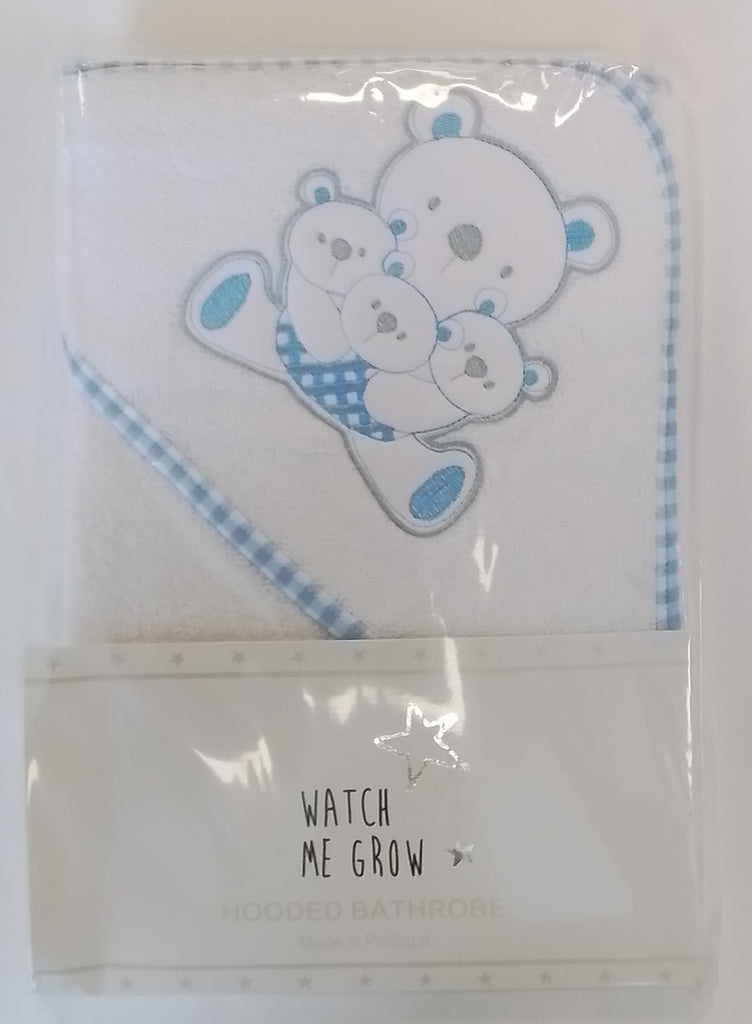 WATCH
ME GROW
HOODED BATHROBE
Made in Portugal